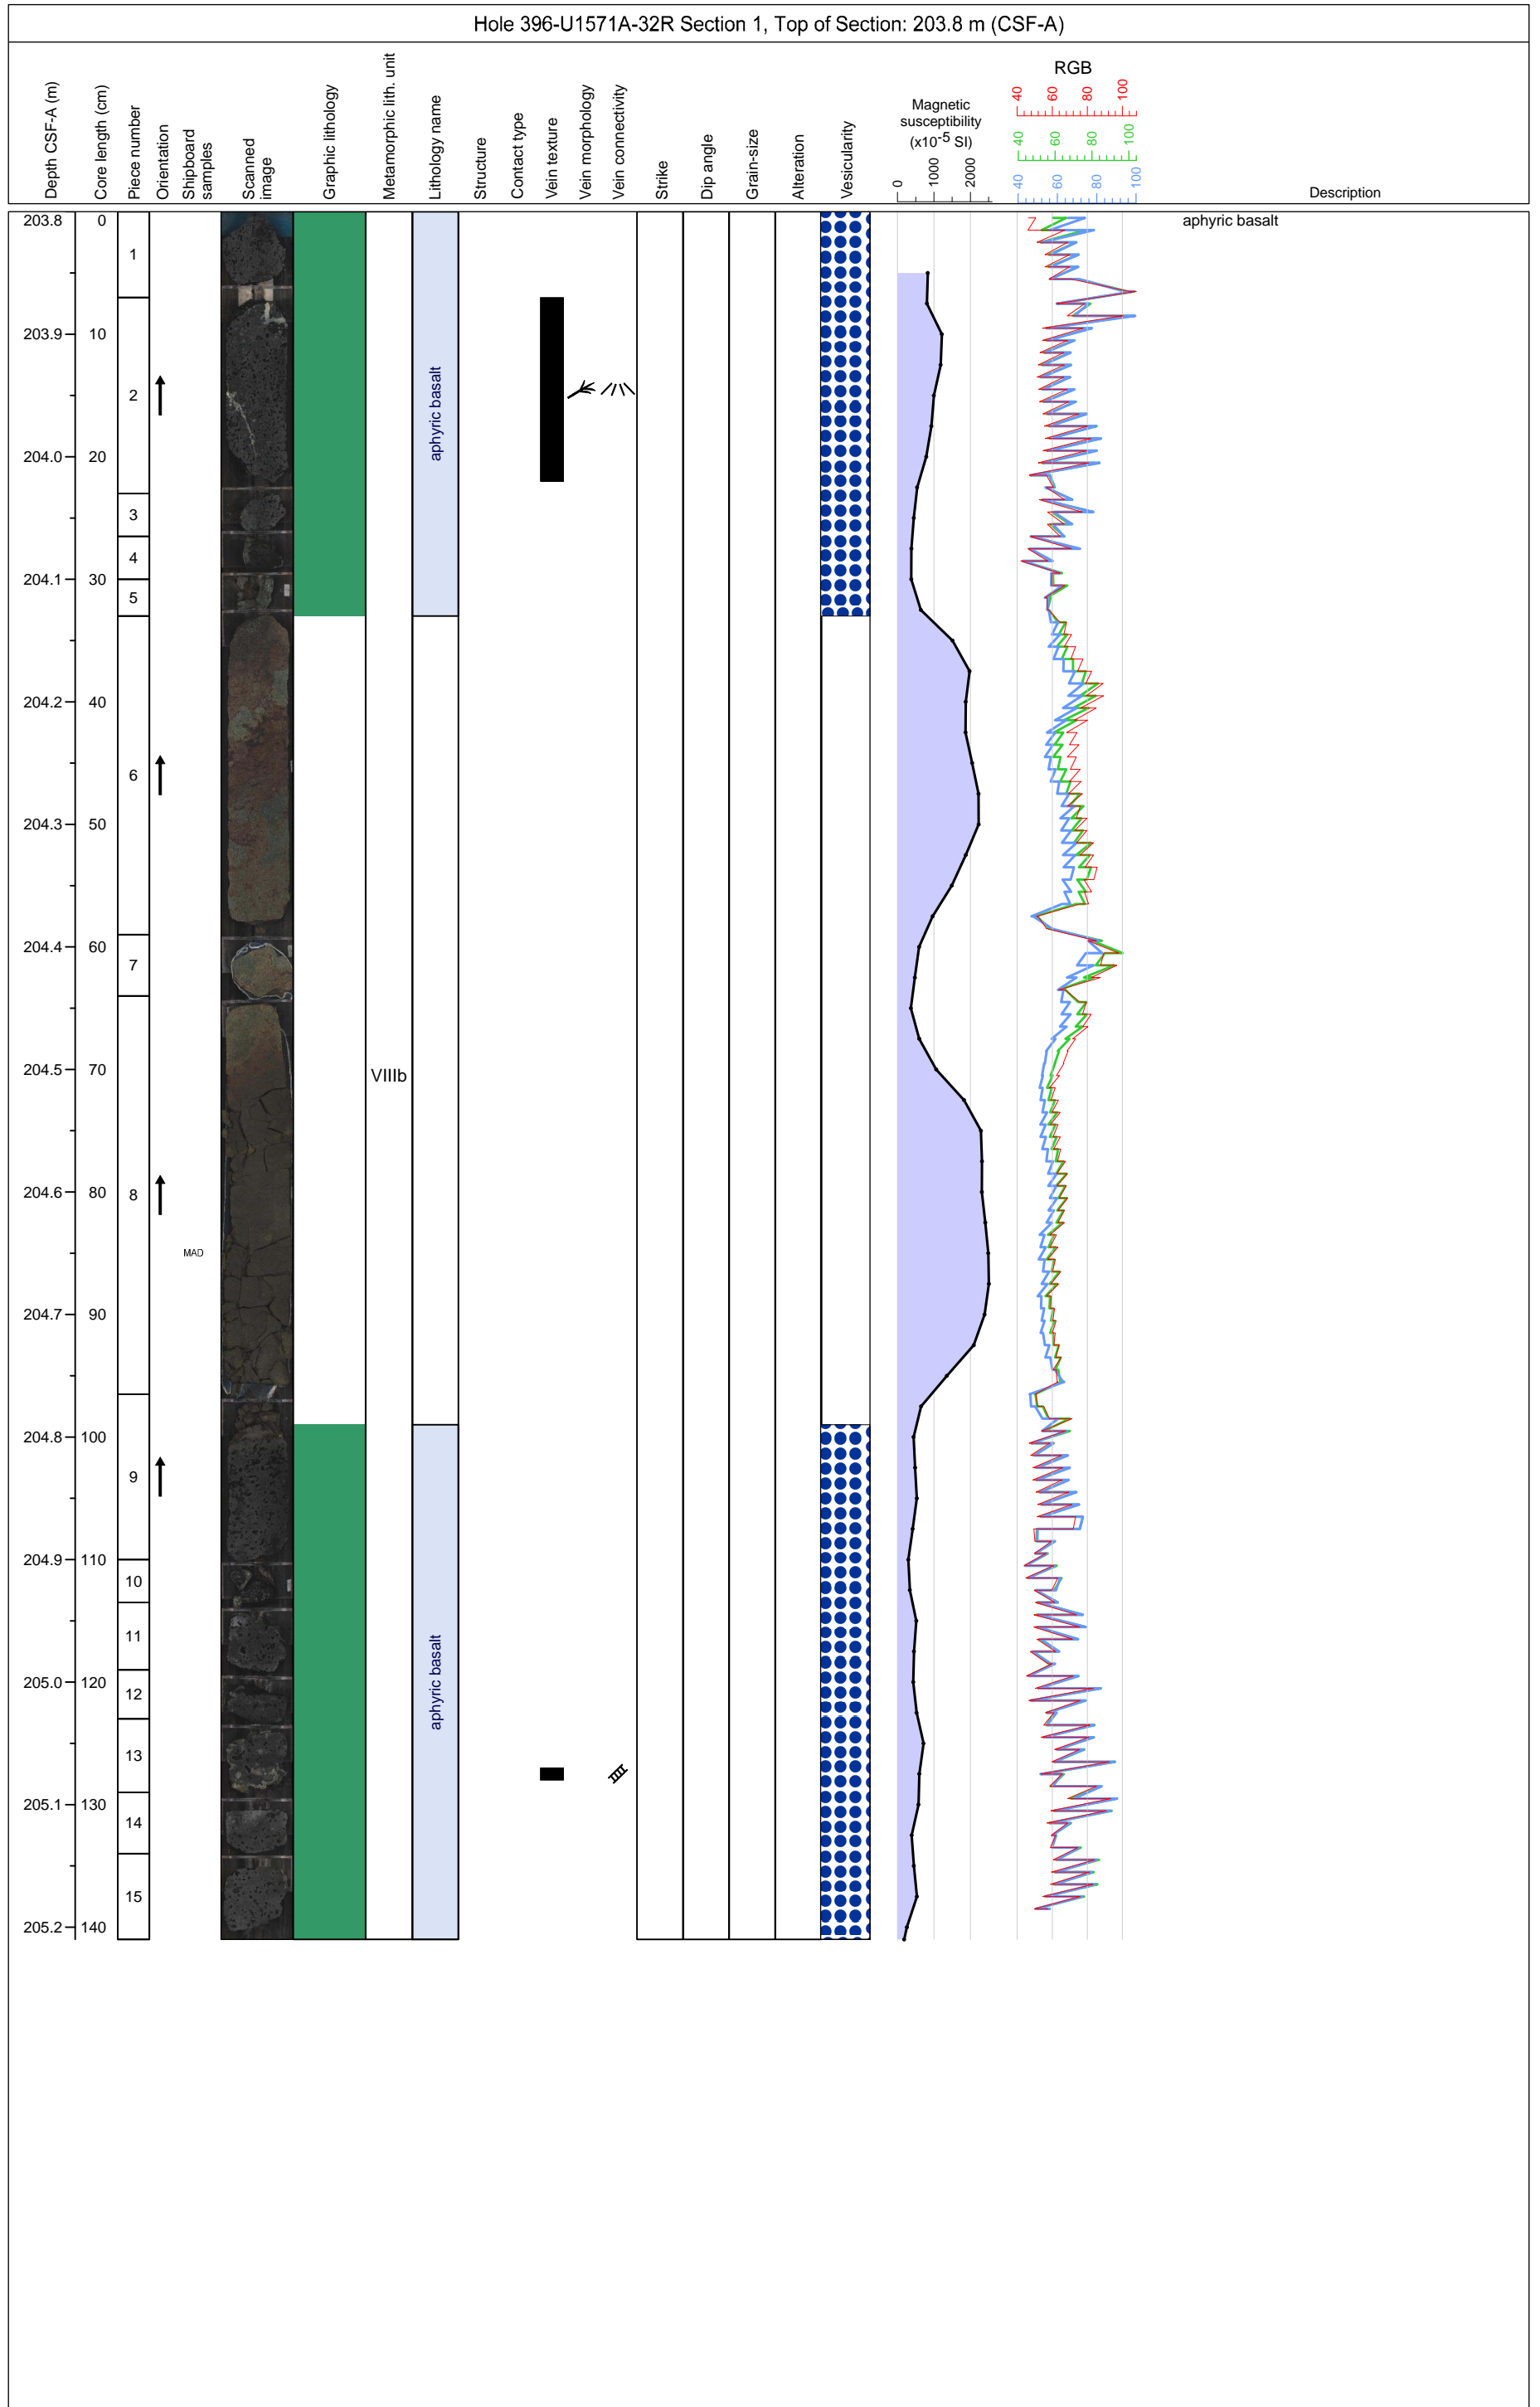 Hole 396-U1571A-32R Section 1, Top of Section: 203.8 m (CSF-A)
Depth CSF-A (m)
Core length (cm)
Piece number
Orientation
Shipboard
samples
Scanned
image
Graphic lithology
Metamorphic lith. unit
Lithology name
Structure
Contact type
Vein texture
Vein morphology
Vein connectivity
Strike
Dip angle
Grain-size
Alteration
Vesicularity
Magnetic
susceptibility
(x10-5 SI)
0 1000 2000
RGB
40 60 80 100
40 60 80 100
40 60 80 100
Description
203.8 0
aphyric basalt
1
203.9 10
2
aphyric basalt
204.0 20
3
4
204.1 30
5
204.2 40
6
204.3 50
204.4 60
7
204.5 70
VIIIb
204.6 80
8
MAD
204.7 90
204.8 100
9
204.9 110
10
11
205.0 120
12
aphyric basalt
13
205.1 130
14
15
205.2 140